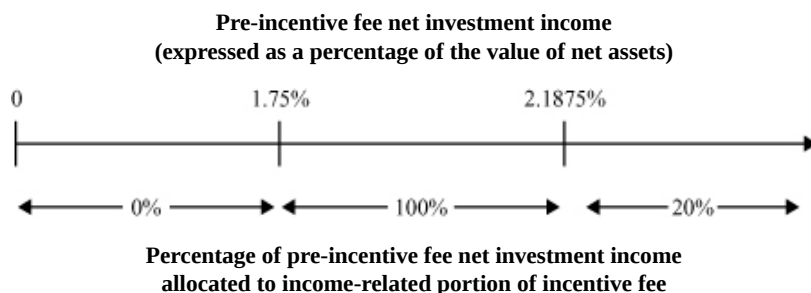 Pre-incentive fee net investment income
(expressed as a percentage of the value of net assets)
0 1.75% 2.1875%
0% 100% 20%
Percentage of pre-incentive fee net investment income
allocated to income-related portion of incentive fee